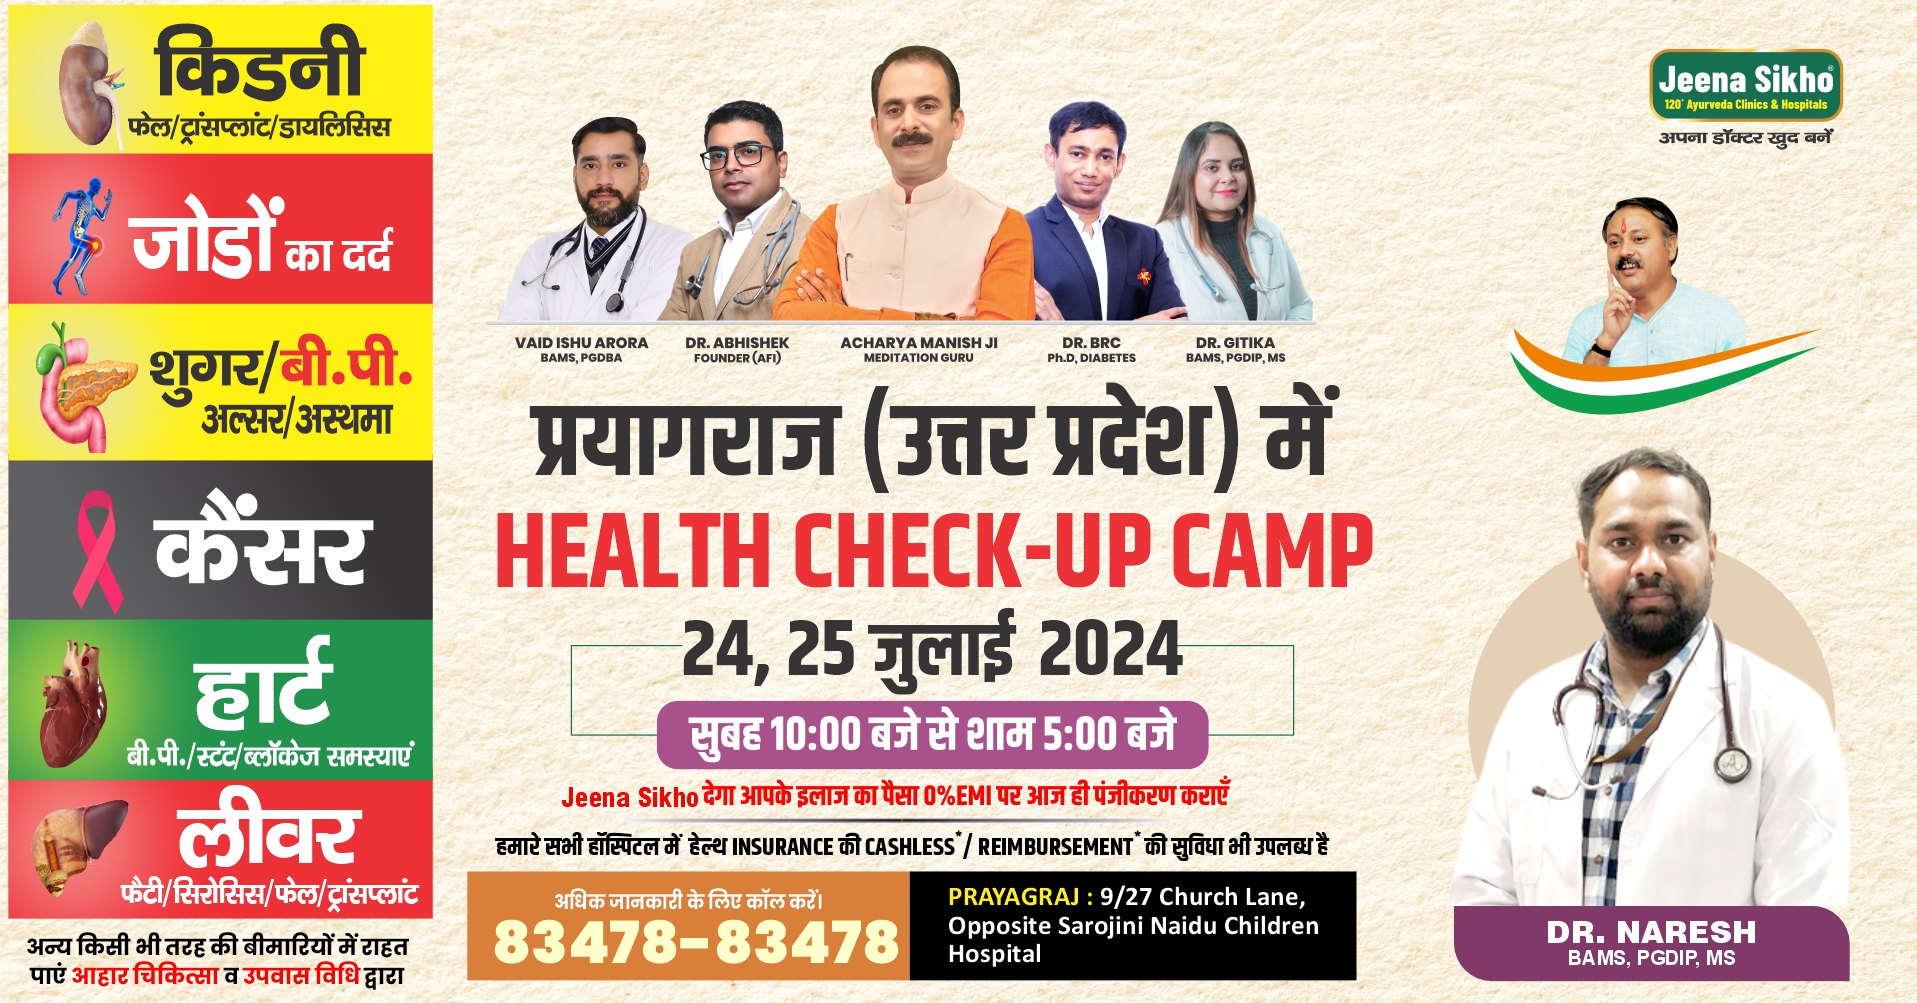 किडनी
फेल/ट्रांसप्लांट/डायलिसिस
जोडों का दर्द
शुगर/बी.पी.
अल्सर/अस्थमा
कैंसर
हार्ट
बी.पी./स्टंट/ब्लॉकेज समस्याएं
लीवर
फैटी/सिरोसिस/फेल/ट्रांसप्लांट
अन्य किसी भी तरह की बीमारियों में राहत
पाएं आहार चिकित्सा व उपवास विधि द्वारा
VAID ISHU ARORA
BAMS, PGDBA
DR. ABHISHEK
FOUNDER (AFI)
ACHARYA MANISH JI
MEDITATION GURU
DR. BRC
Ph.D, DIABETES
DR. GITIKA
BAMS, PGDIP, MS
प्रयागराज (उत्तर प्रदेश) में
HEALTH CHECK-UP CAMP
24, 25 जुलाई 2024
सुबह 10:00 बजे से शाम 5:00 बजे
Jeena Sikho देगा आपके इलाज का पैसा 0%EMI पर आज ही पंजीकरण कराएँ
हमारे सभी हॉस्पिटल में हेल्थ INSURANCE की CASHLESS*/ REIMBURSEMENT* की सुविधा भी उपलब्ध है
अधिक जानकारी के लिए कॉल करें।
83478-83478
PRAYAGRAJ : 9/27 Church Lane,
Opposite Sarojini Naidu Children
Hospital
Jeena Sikho®
120+ Ayurveda Clinics & Hospitals
अपना डॉक्टर खुद बनें
DR. NARESH
BAMS, PGDIP, MS